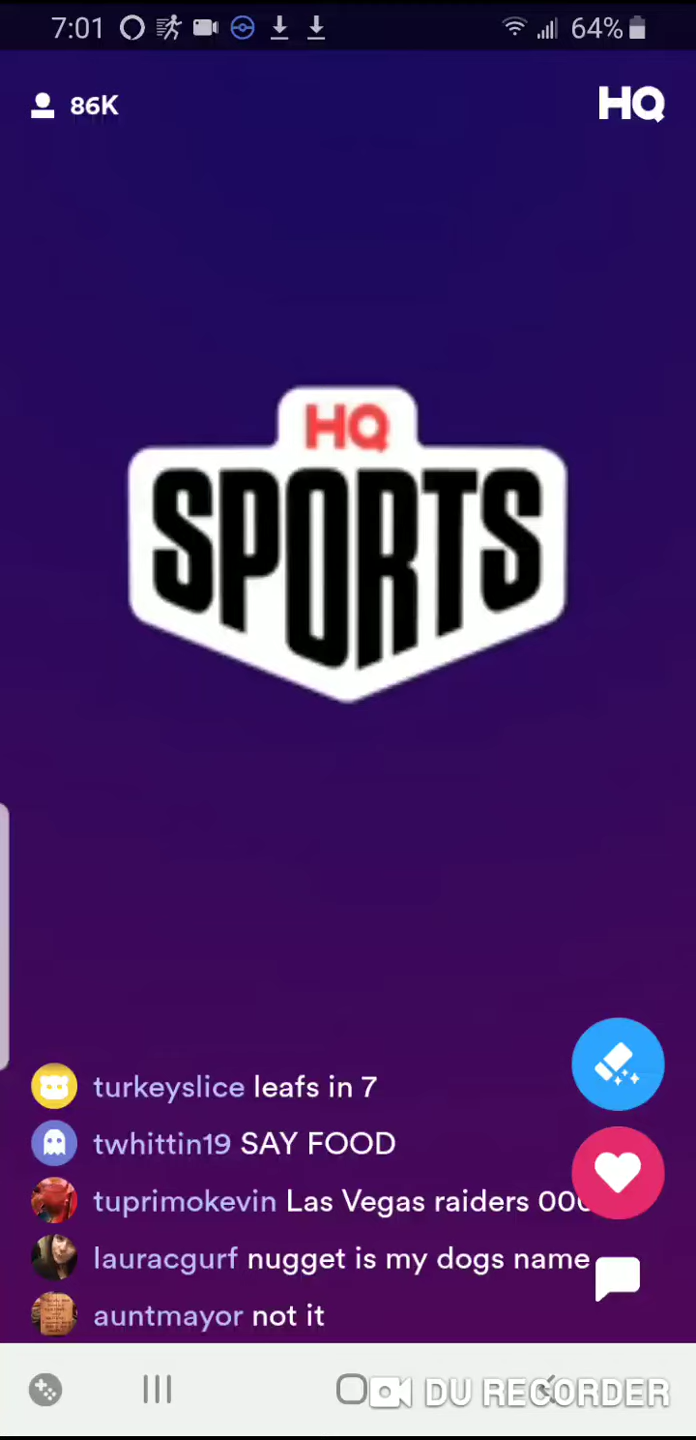 7:01 64%
86K HQ
HQ
SPORTS
turkeyslice leafs in 7
twhittin19 SAY FOOD
tuprimokevin Las Vegas raiders 000
lauracgurf nugget is my dogs name
auntmayor not it
DU RECORDER